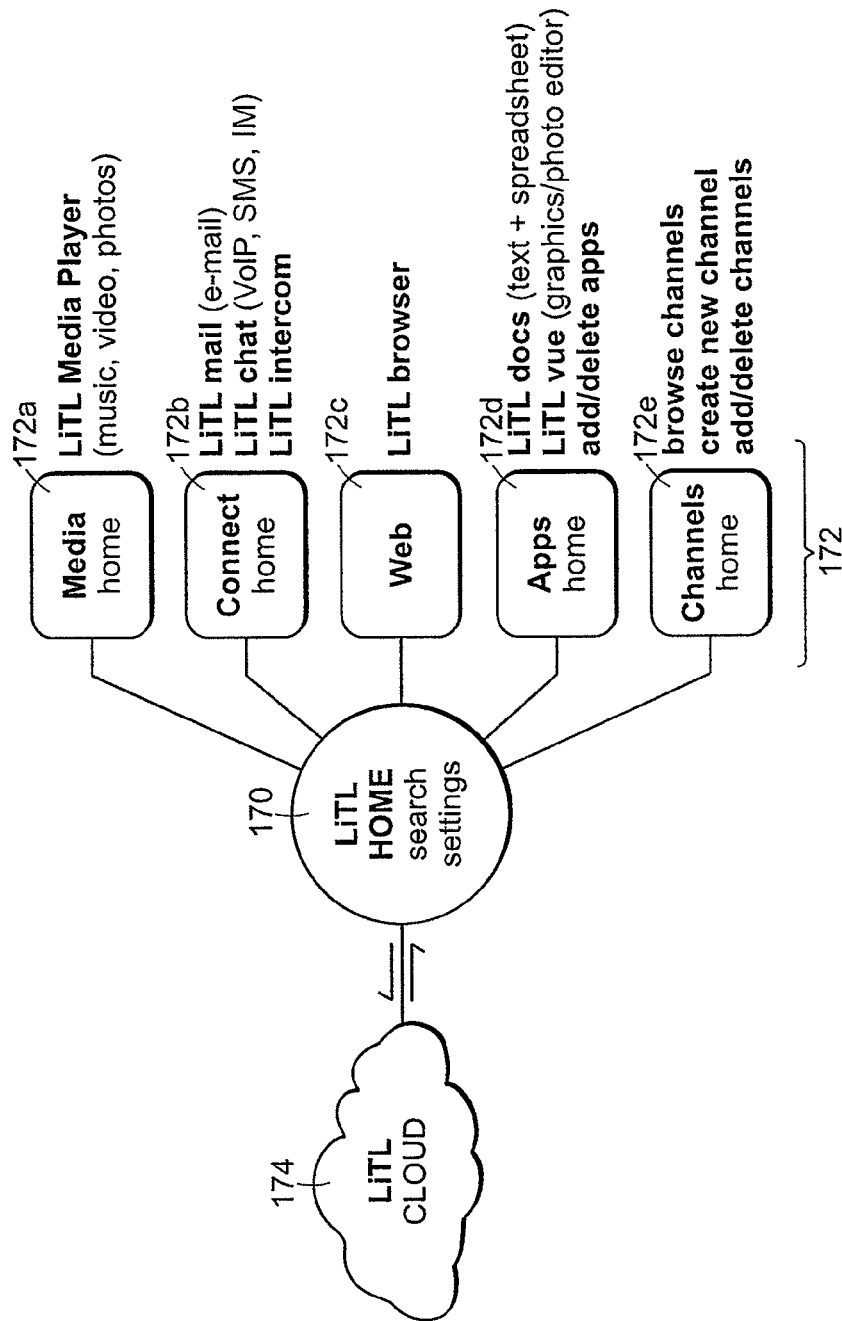 174
LiTL
CLOUD
170
LiTL
HOME
search
settings
172a
Media
home
LiTL Media Player
(music, video, photos)
172b
Connect
home
LiTL mail (e-mail)
LiTL chat (VoIP, SMS, IM)
LiTL intercom
172c
Web
LiTL browser
172d
Apps
home
LiTL docs (text + spreadsheet)
LiTL vue (graphics/photo editor)
add/delete apps
172e
Channels
home
browse channels
create new channel
add/delete channels
172